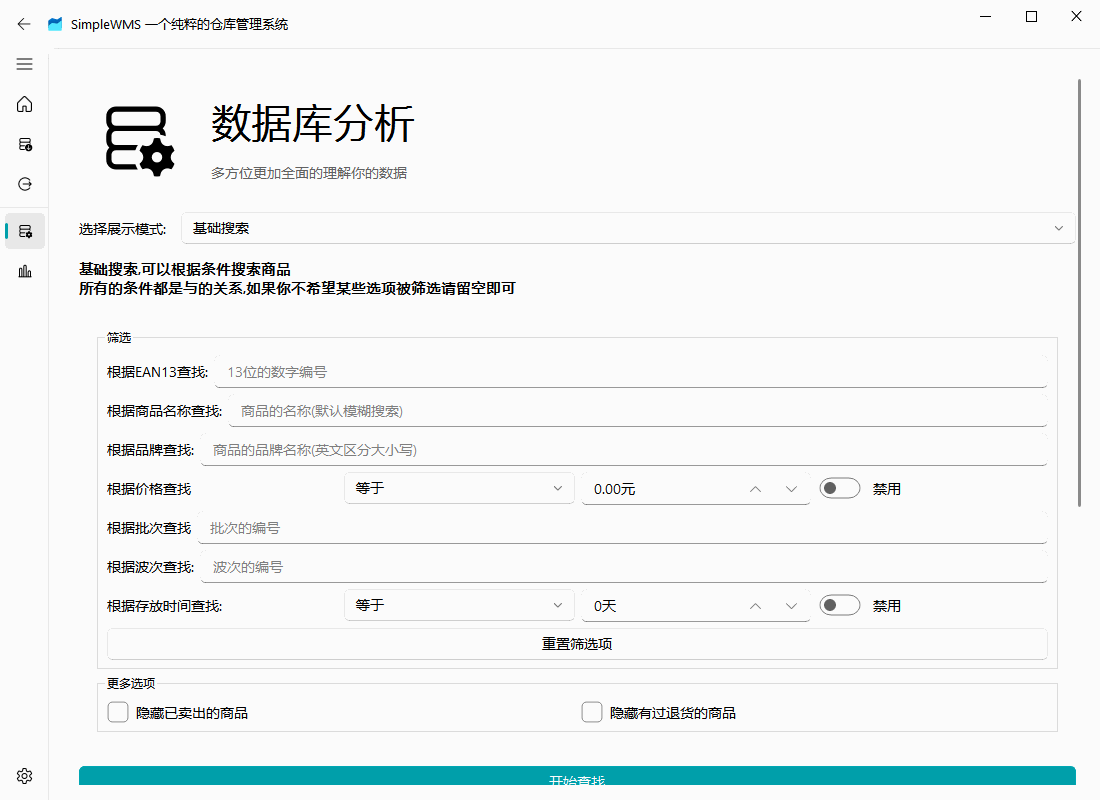 SimpleWMS 一个纯粹的仓库管理系统
数据库分析
多方位更加全面的理解你的数据
选择展示模式: 基础搜索
基础搜索,可以根据条件搜索商品
所有的条件都是与的关系,如果你不希望某些选项被筛选请留空即可
筛选
根据EAN13查找: 13位的数字编号
根据商品名称查找: 商品的名称(默认模糊搜索)
根据品牌查找: 商品的品牌名称(英文区分大小写)
根据价格查找 等于 0.00元 禁用
根据批次查找 批次的编号
根据波次查找: 波次的编号
根据存放时间查找: 等于 0天 禁用
重置筛选项
更多选项
隐藏已卖出的商品 隐藏有过退货的商品
开始查找